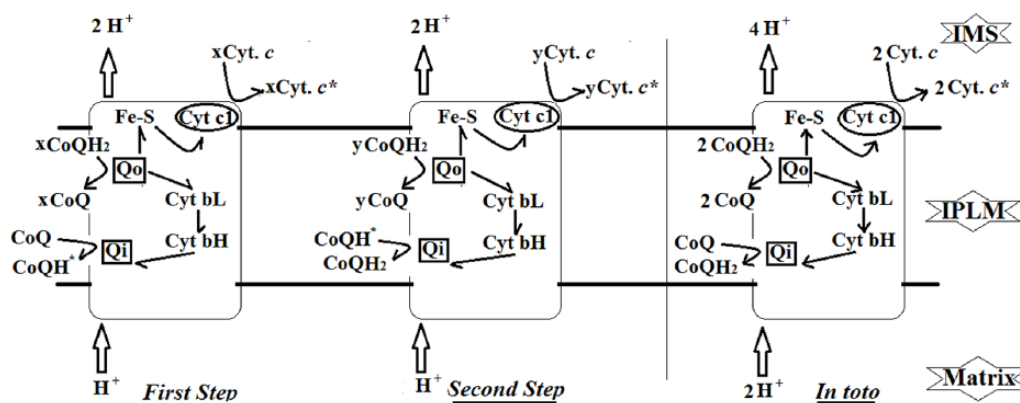 2 H+
xCyt. c
xCyt. c*
Fe-S
Cyt c1
xCoQH2
Qo
xCoQ
Cyt bL
CoQ
Cyt bH
Qi
CoQH*
H+
First Step
2 H+
yCyt. c
yCyt. c*
Fe-S
Cyt c1
yCoQH2
Qo
yCoQ
Cyt bL
CoQH*
Cyt bH
Qi
CoQH2
H+
Second Step
4 H+
2 Cyt. c
2 Cyt. c*
Fe-S
Cyt c1
2 CoQH2
Qo
2 CoQ
Cyt bL
CoQ
Cyt bH
Qi
CoQH2
2H+
In toto
IMS
IPLM
Matrix